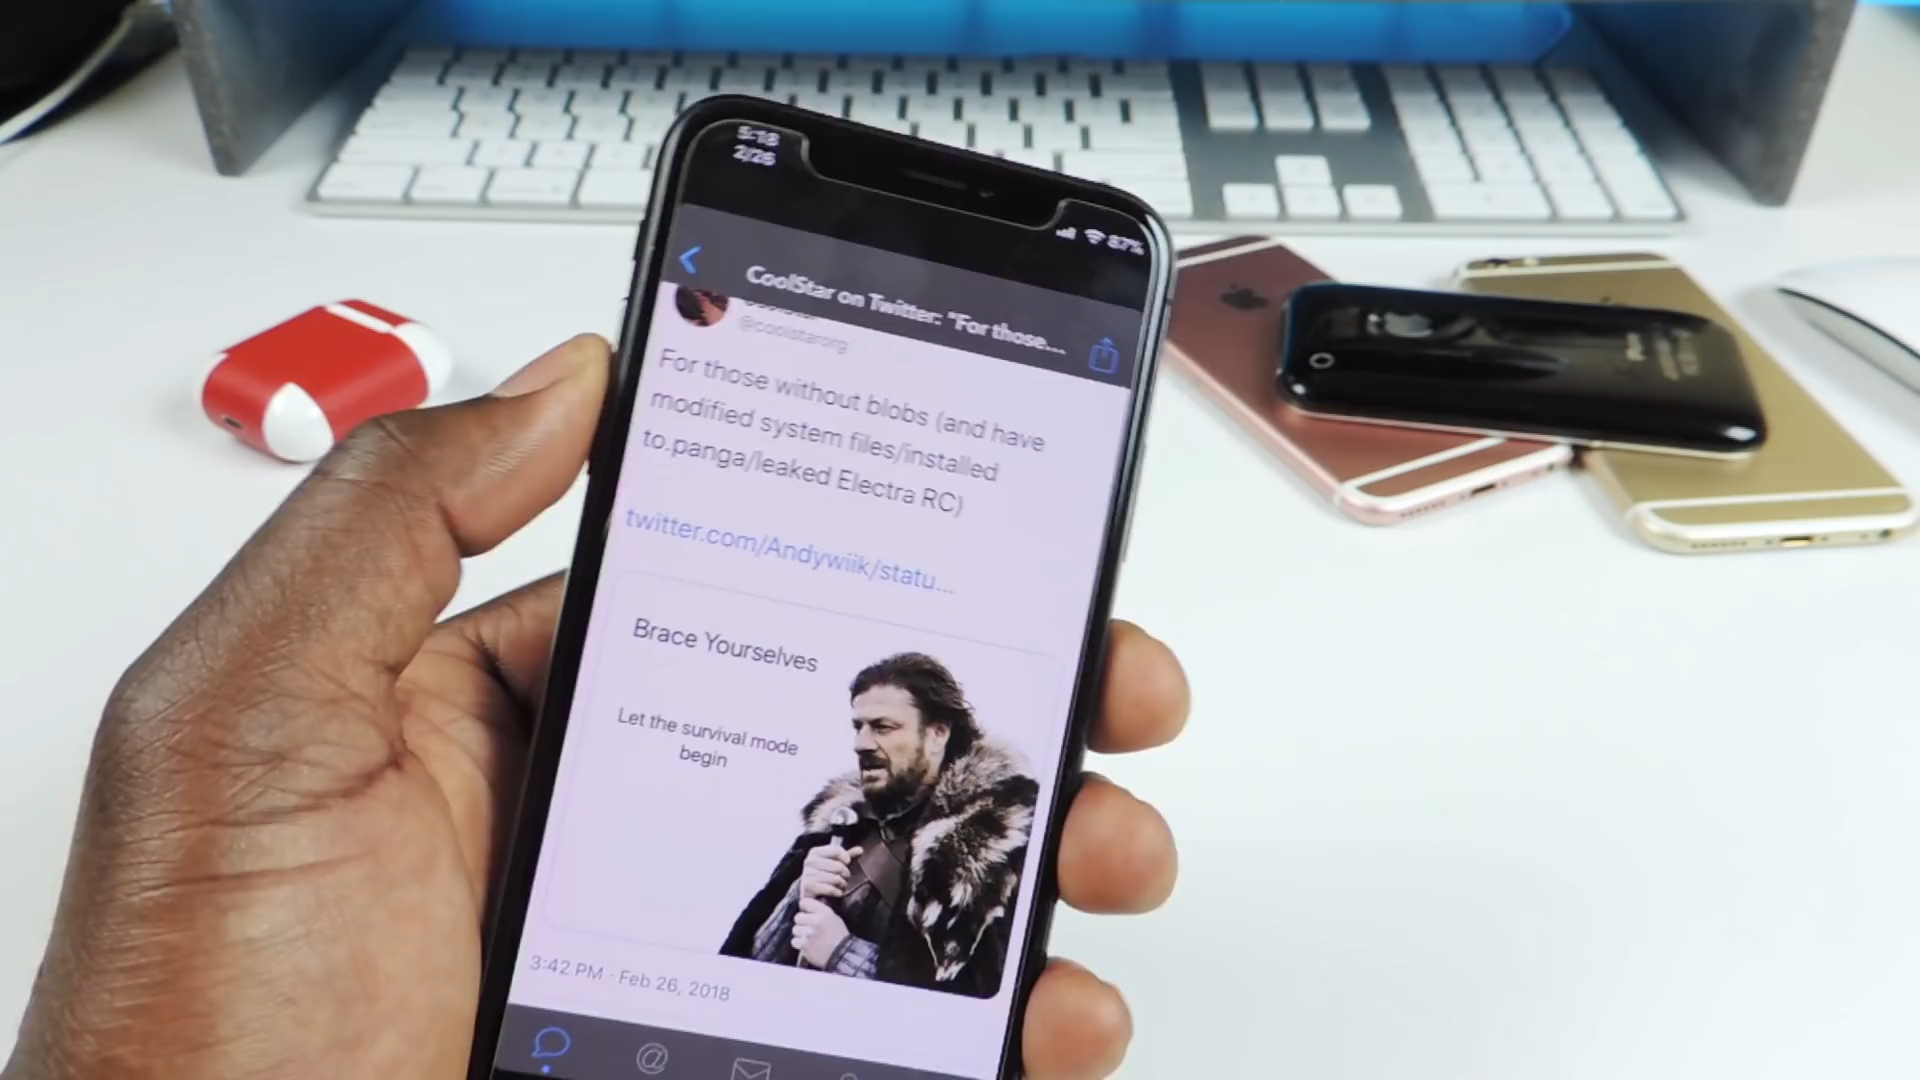 5:18
2/26
87%
CoolStar on Twitter: "For those...
@coolstarorg
For those without blobs (and have
modified system files/installed
to.panga/leaked Electra RC)
twitter.com/Andywiik/statu...
Brace Yourselves
Let the survival mode
begin
3:42 PM · Feb 26, 2018